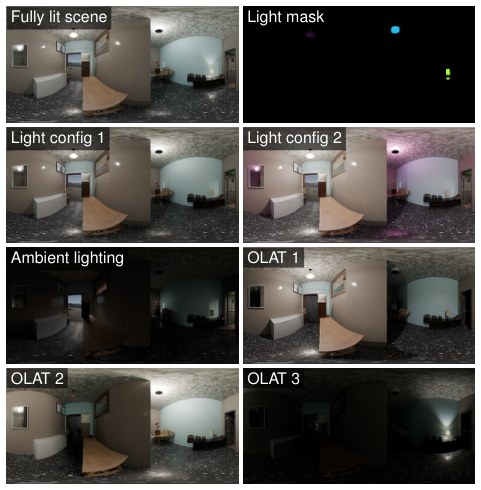 Fully lit scene
Light mask
Light config 1
Light config 2
Ambient lighting
OLAT 1
OLAT 2
OLAT 3